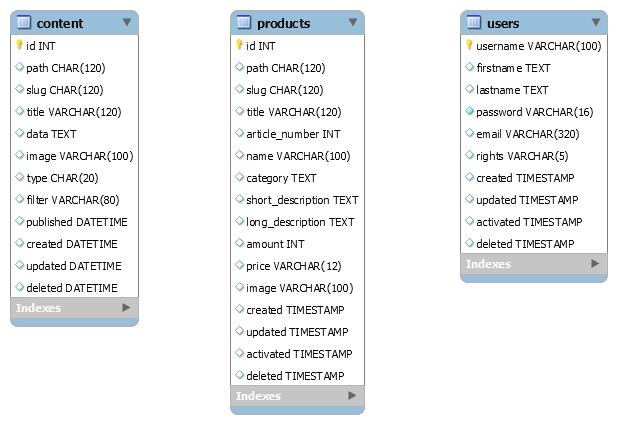 content
id INT
path CHAR(120)
slug CHAR(120)
title VARCHAR(120)
data TEXT
image VARCHAR(100)
type CHAR(20)
filter VARCHAR(80)
published DATETIME
created DATETIME
updated DATETIME
deleted DATETIME
Indexes
products
id INT
path CHAR(120)
slug CHAR(120)
title VARCHAR(120)
article_number INT
name VARCHAR(100)
category TEXT
short_description TEXT
long_description TEXT
amount INT
price VARCHAR(12)
image VARCHAR(100)
created TIMESTAMP
updated TIMESTAMP
activated TIMESTAMP
deleted TIMESTAMP
Indexes
users
username VARCHAR(100)
firstname TEXT
lastname TEXT
password VARCHAR(16)
email VARCHAR(320)
rights VARCHAR(5)
created TIMESTAMP
updated TIMESTAMP
activated TIMESTAMP
deleted TIMESTAMP
Indexes